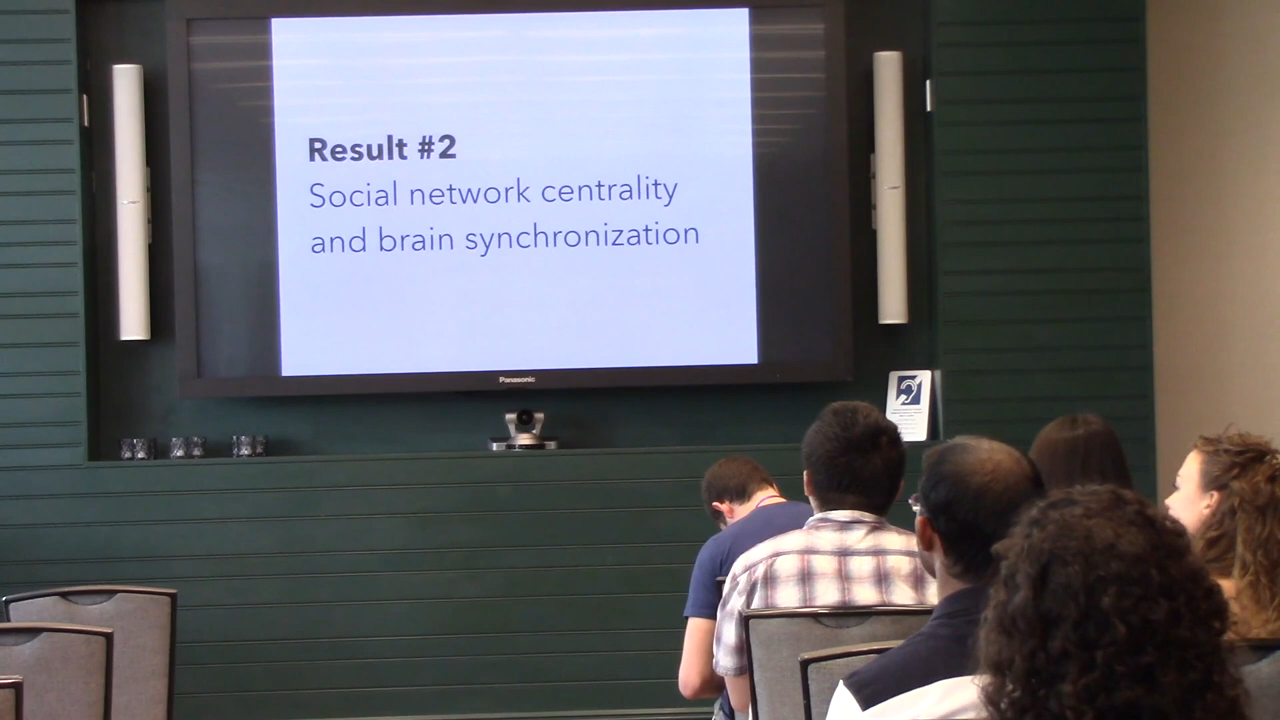 Result #2
Social network centrality
and brain synchronization
Panasonic